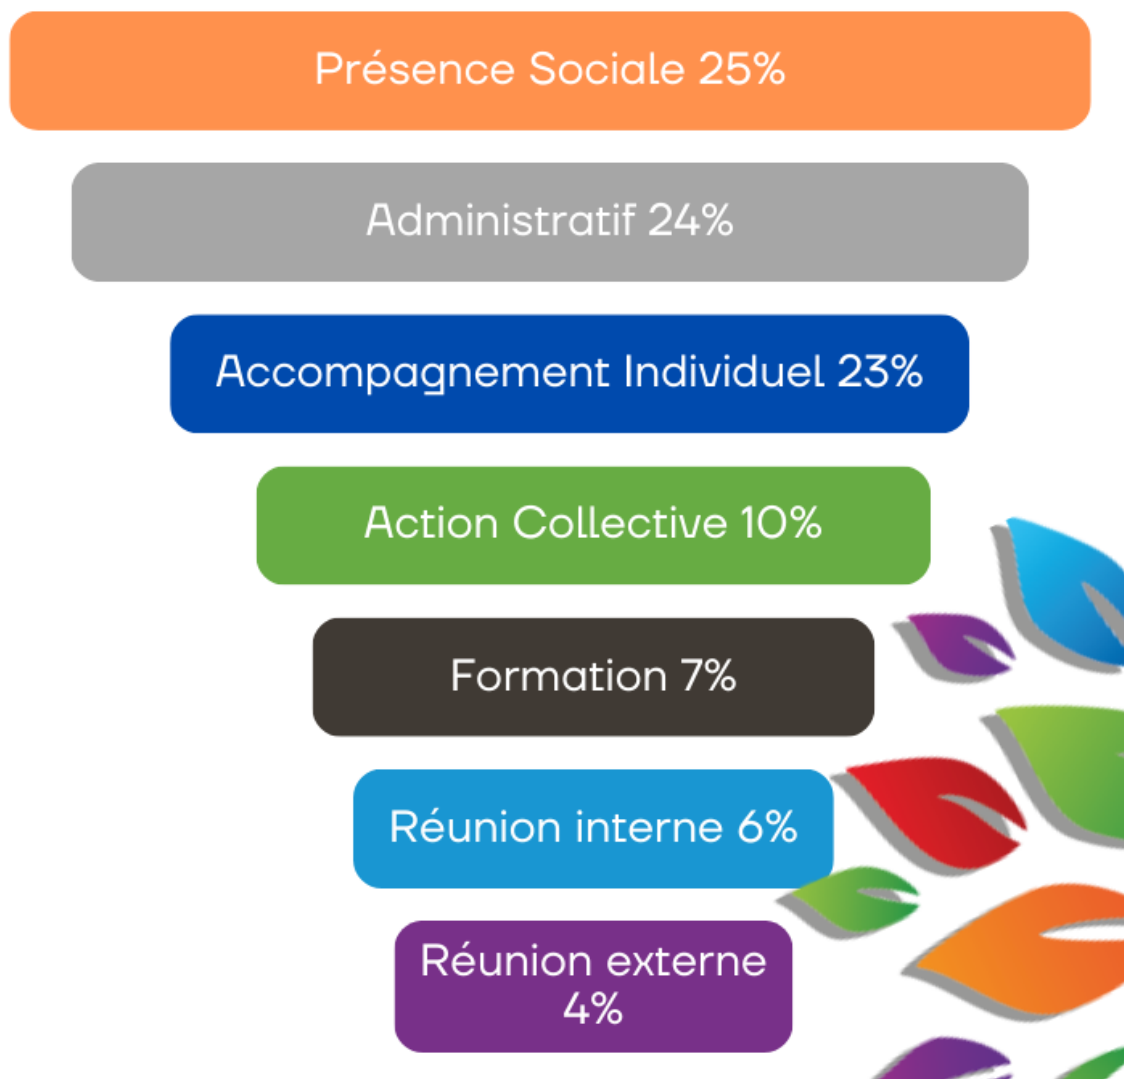 Présence Sociale 25%
Administratif 24%
Accompagnement Individuel 23%
Action Collective 10%
Formation 7%
Réunion interne 6%
Réunion externe
4%